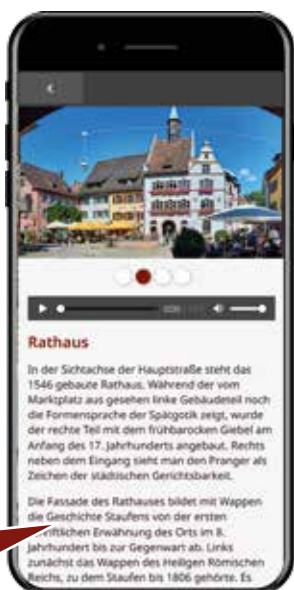 Rathaus
In der Sichtachse der Hauptstraße steht das
1546 gebaute Rathaus. Während der vom
Marktplatz aus gesehen linke Gebäudeteil noch
die Formensprache der Spätgotik zeigt, wurde
der rechte Teil mit dem frühbarocken Giebel am
Anfang des 17. Jahrhunderts angebaut. Rechts
neben dem Eingang sieht man den Pranger als
Zeichen der städtischen Gerichtsbarkeit.
Die Fassade des Rathauses bildet mit Wappen
die Geschichte Staufens von der ersten
Erwähnung des Orts im 8.
Jahrhundert bis zur Gegenwart ab. Links
zunächst das Wappen des Heiligen Römischen
Reichs, zu dem Staufen bis 1806 gehörte. Es